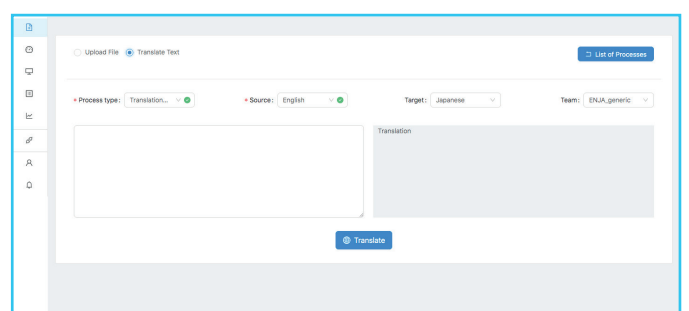 Upload File Translate Text List of Processes
* Process type: Translation... * Source: English Target: Japanese Team: ENJA_generic
Translation
Translate